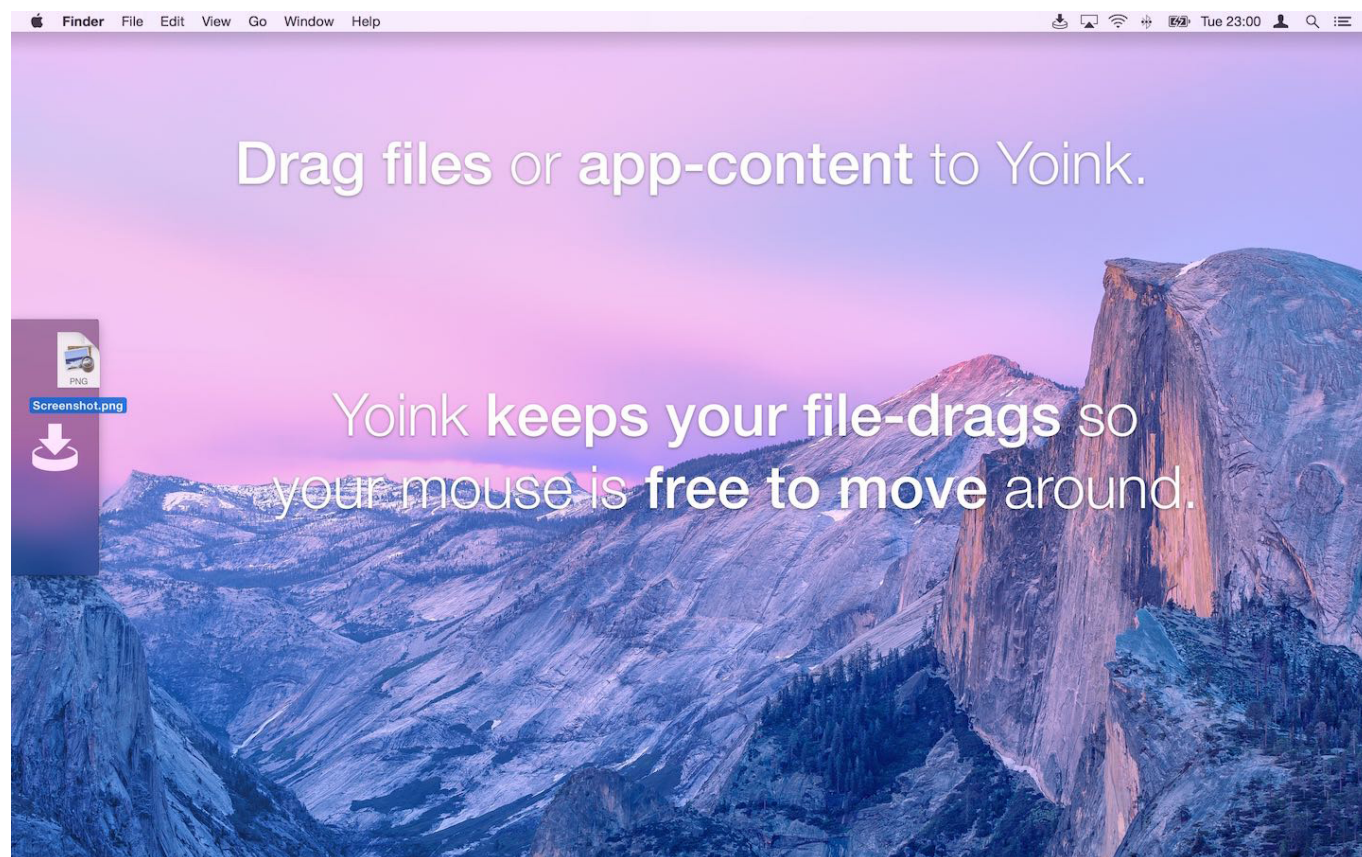 Finder File Edit View Go Window Help Tue 23:00
Drag files or app-content to Yoink.
PNG
Screenshot.png
Yoink keeps your file-drags so
your mouse is free to move around.